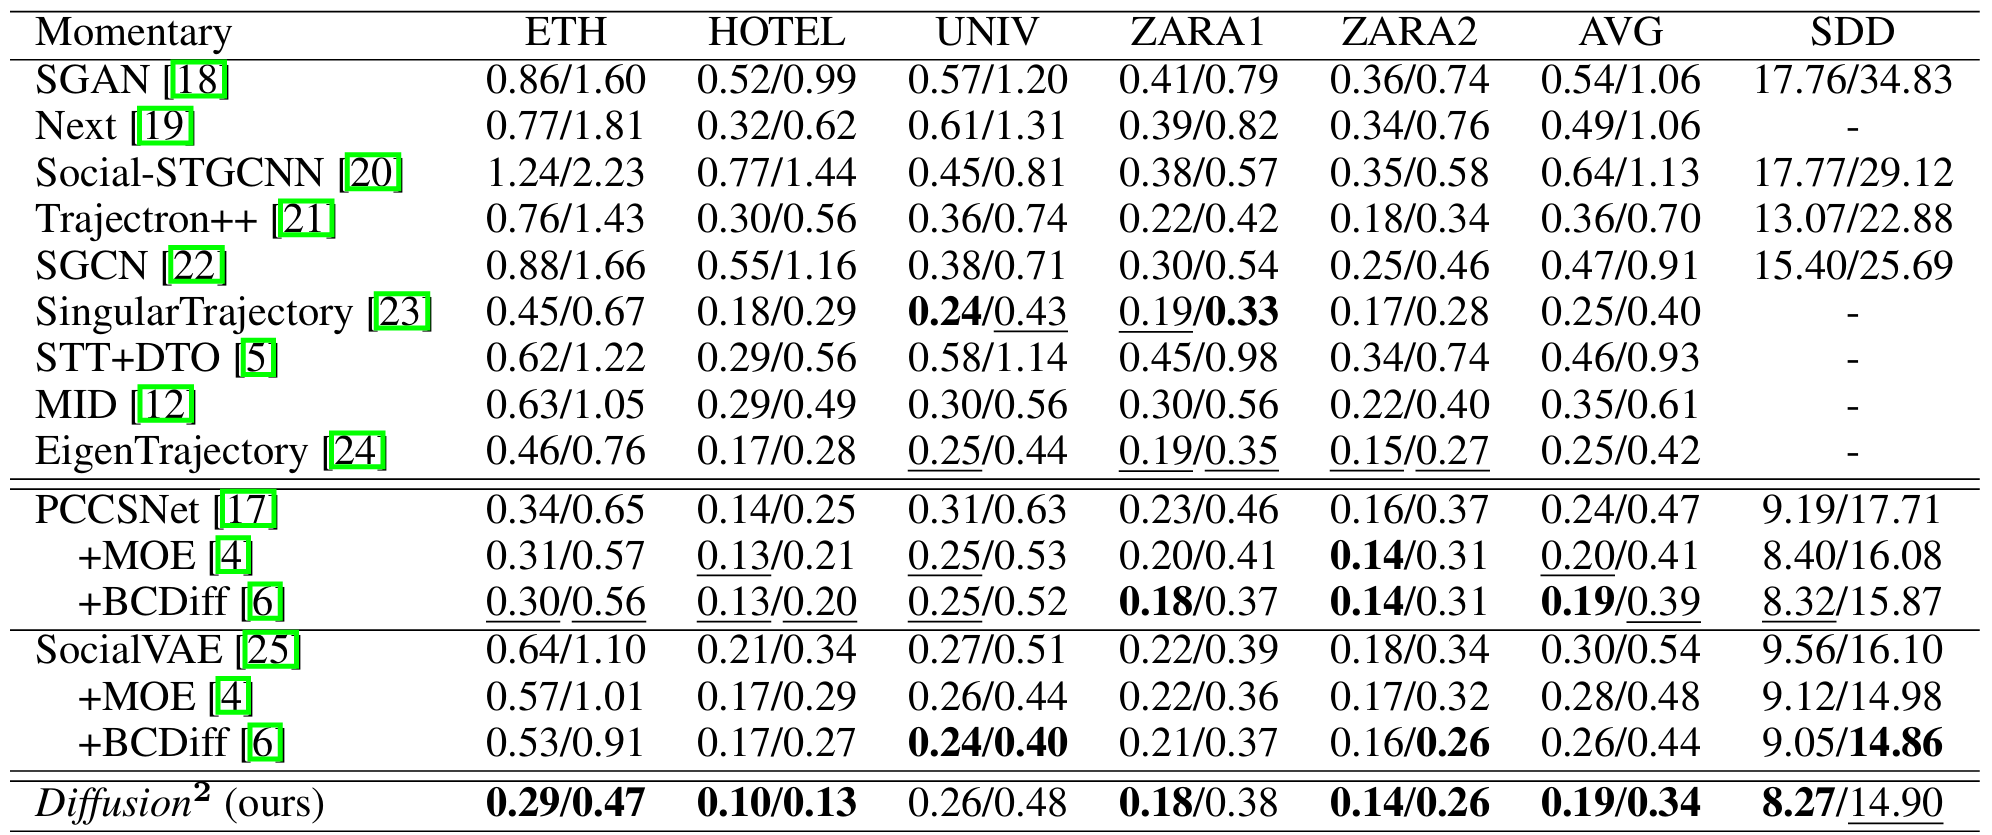 Momentary ETH HOTEL UNIV ZARA1 ZARA2 AVG SDD
SGAN [18] 0.86/1.60 0.52/0.99 0.57/1.20 0.41/0.79 0.36/0.74 0.54/1.06 17.76/34.83
Next [19] 0.77/1.81 0.32/0.62 0.61/1.31 0.39/0.82 0.34/0.76 0.49/1.06 -
Social-STGCNN [20] 1.24/2.23 0.77/1.44 0.45/0.81 0.38/0.57 0.35/0.58 0.64/1.13 17.77/29.12
Trajectron++ [21] 0.76/1.43 0.30/0.56 0.36/0.74 0.22/0.42 0.18/0.34 0.36/0.70 13.07/22.88
SGCN [22] 0.88/1.66 0.55/1.16 0.38/0.71 0.30/0.54 0.25/0.46 0.47/0.91 15.40/25.69
SingularTrajectory [23] 0.45/0.67 0.18/0.29 0.24/0.43 0.19/0.33 0.17/0.28 0.25/0.40 -
STT+DTO [5] 0.62/1.22 0.29/0.56 0.58/1.14 0.45/0.98 0.34/0.74 0.46/0.93 -
MID [12] 0.63/1.05 0.29/0.49 0.30/0.56 0.30/0.56 0.22/0.40 0.35/0.61 -
EigenTrajectory [24] 0.46/0.76 0.17/0.28 0.25/0.44 0.19/0.35 0.15/0.27 0.25/0.42 -
PCCSNet [17] 0.34/0.65 0.14/0.25 0.31/0.63 0.23/0.46 0.16/0.37 0.24/0.47 9.19/17.71
+MOE [4] 0.31/0.57 0.13/0.21 0.25/0.53 0.20/0.41 0.14/0.31 0.20/0.41 8.40/16.08
+BCDiff [6] 0.30/0.56 0.13/0.20 0.25/0.52 0.18/0.37 0.14/0.31 0.19/0.39 8.32/15.87
SocialVAE [25] 0.64/1.10 0.21/0.34 0.27/0.51 0.22/0.39 0.18/0.34 0.30/0.54 9.56/16.10
+MOE [4] 0.57/1.01 0.17/0.29 0.26/0.44 0.22/0.36 0.17/0.32 0.28/0.48 9.12/14.98
+BCDiff [6] 0.53/0.91 0.17/0.27 0.24/0.40 0.21/0.37 0.16/0.26 0.26/0.44 9.05/14.86
Diffusion² (ours) 0.29/0.47 0.10/0.13 0.26/0.48 0.18/0.38 0.14/0.26 0.19/0.34 8.27/14.90